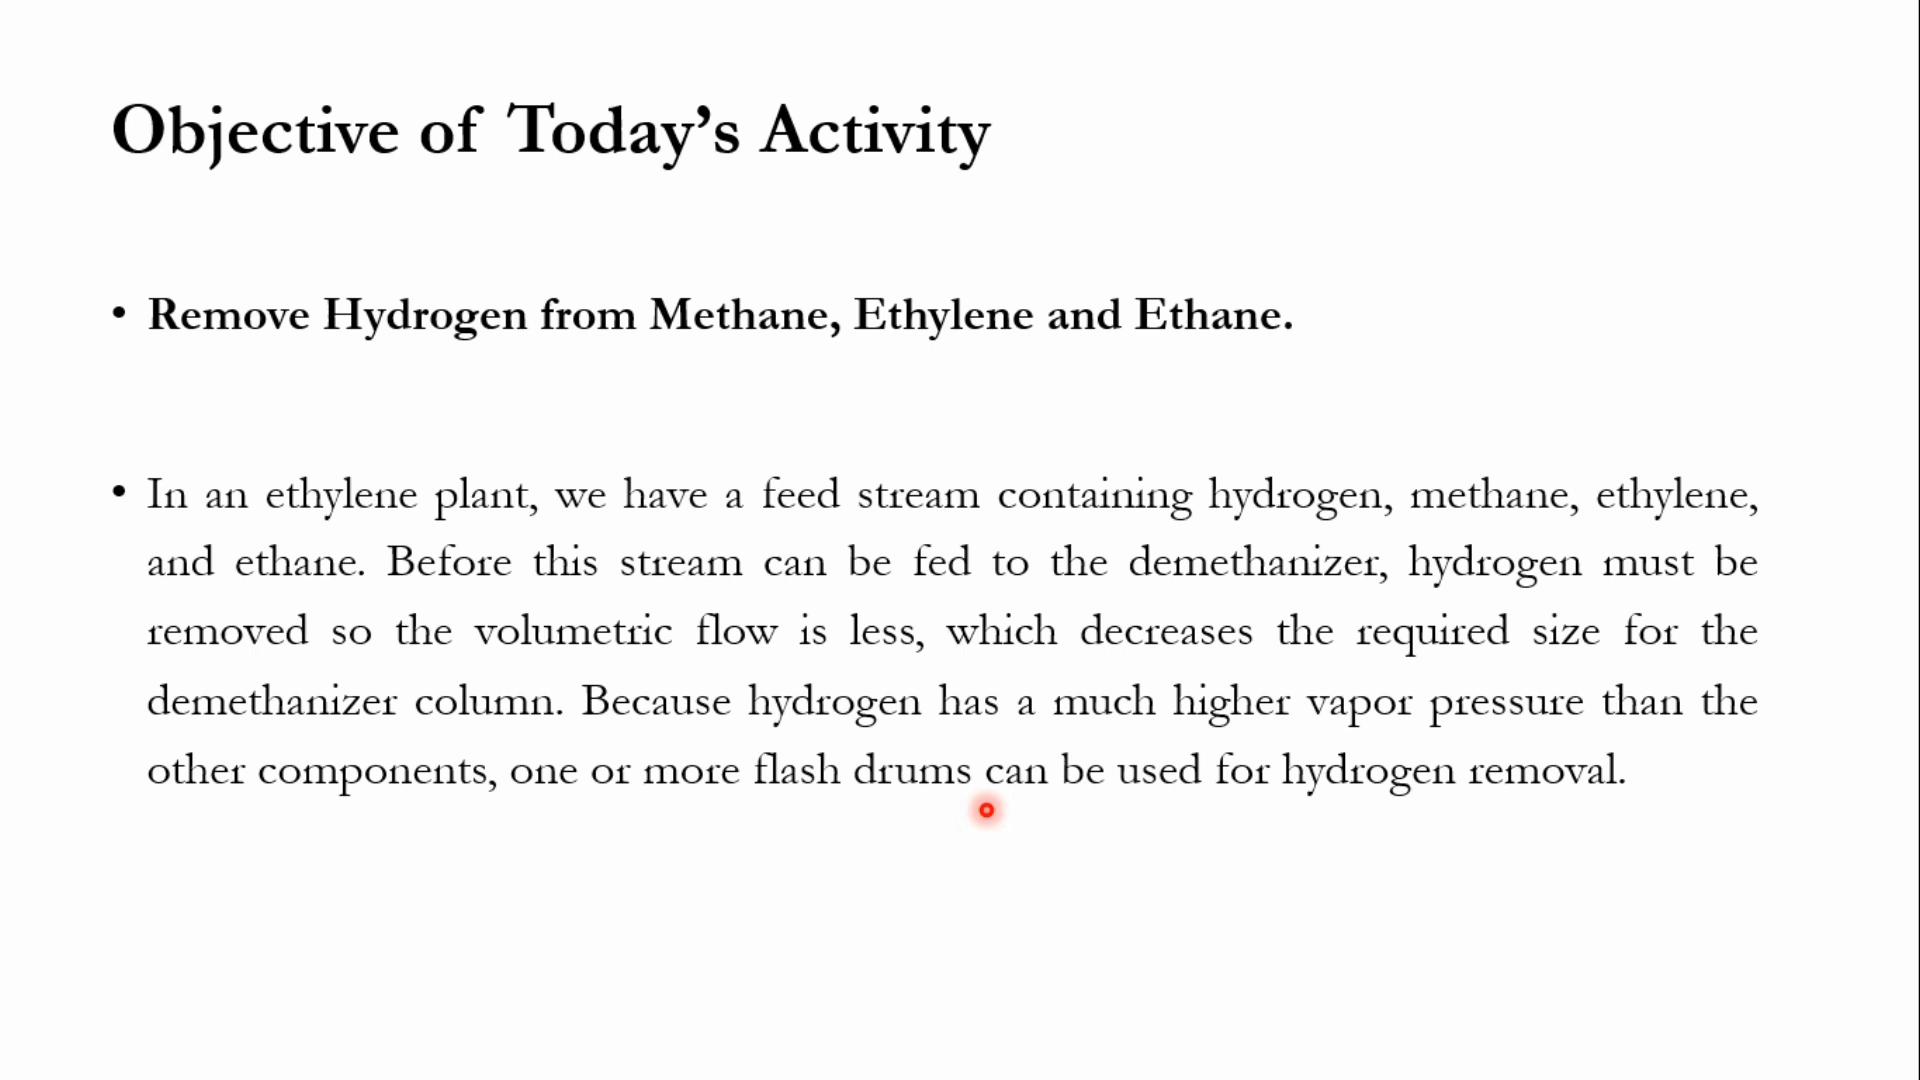 Objective of Today’s Activity
• Remove Hydrogen from Methane, Ethylene and Ethane.
• In an ethylene plant, we have a feed stream containing hydrogen, methane, ethylene,
and ethane. Before this stream can be fed to the demethanizer, hydrogen must be
removed so the volumetric flow is less, which decreases the required size for the
demethanizer column. Because hydrogen has a much higher vapor pressure than the
other components, one or more flash drums can be used for hydrogen removal.